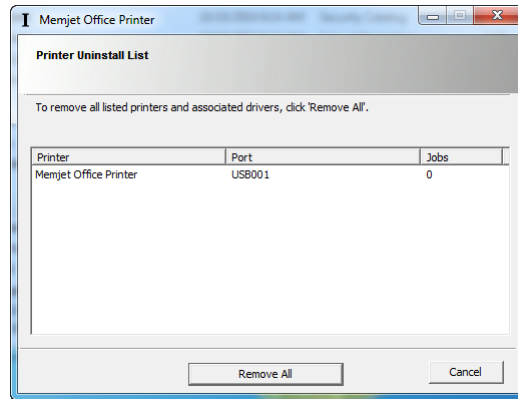 Memjet Office Printer
Printer Uninstall List
To remove all listed printers and associated drivers, click 'Remove All'.
Printer Port Jobs
Memjet Office Printer USB001 0
Remove All Cancel